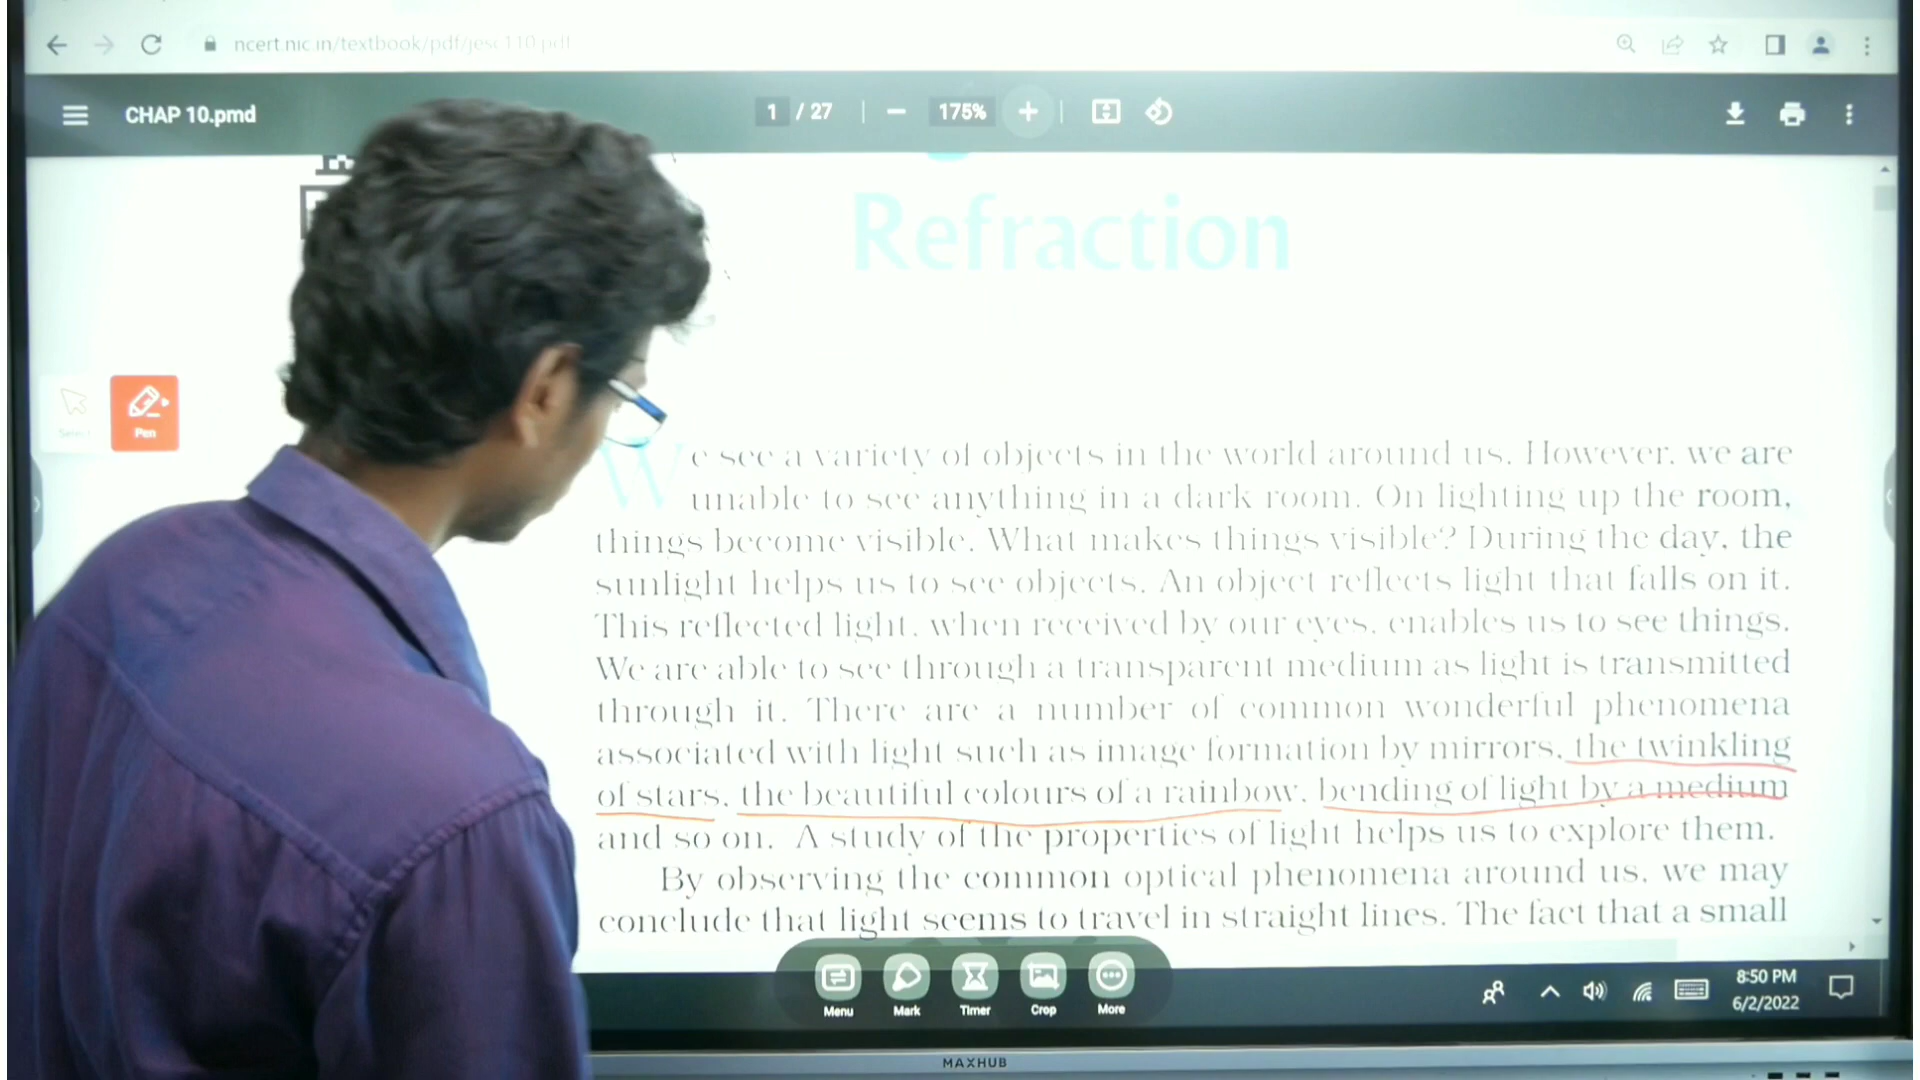 ncert.nic.in/textbook/pdf/jesc110.pdf
CHAP 10.pmd
1 / 27
175%
Refraction
Select
Pen
We see a variety of objects in the world around us. However, we are
unable to see anything in a dark room. On lighting up the room,
things become visible. What makes things visible? During the day, the
sunlight helps us to see objects. An object reflects light that falls on it.
This reflected light, when received by our eyes, enables us to see things.
We are able to see through a transparent medium as light is transmitted
through it. There are a number of common wonderful phenomena
associated with light such as image formation by mirrors, the twinkling
of stars, the beautiful colours of a rainbow, bending of light by a medium
and so on. A study of the properties of light helps us to explore them.
By observing the common optical phenomena around us, we may
conclude that light seems to travel in straight lines. The fact that a small
Menu
Mark
Timer
Crop
More
8:50 PM
6/2/2022
MAXHUB